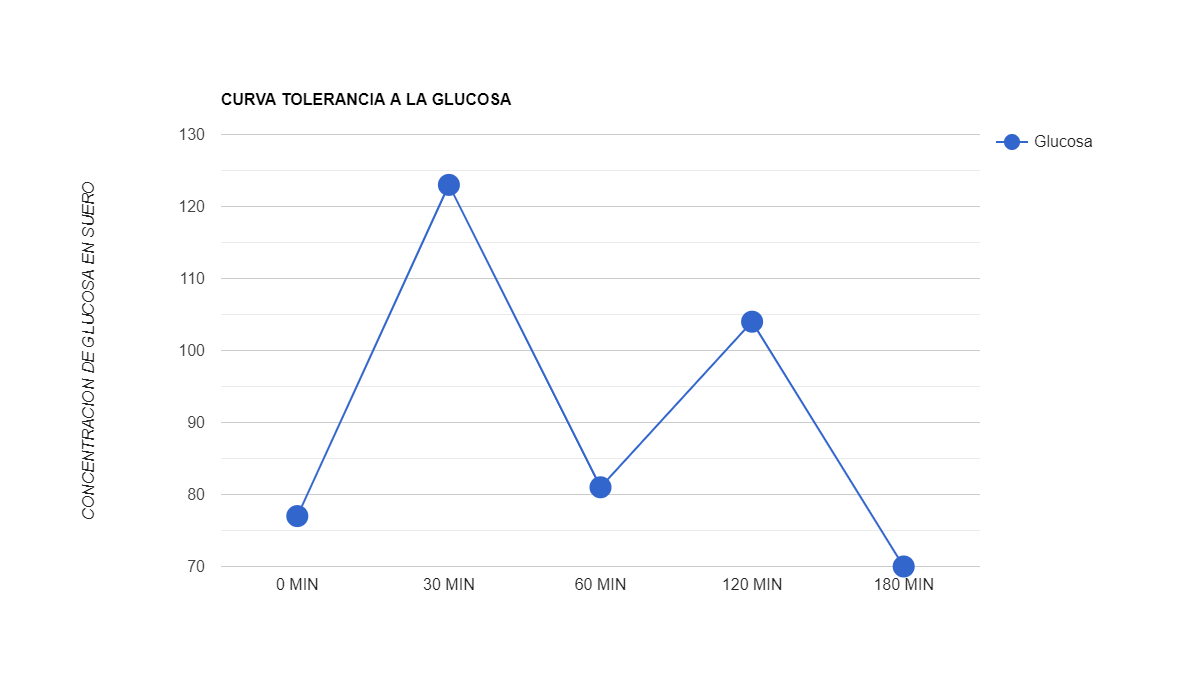 CURVA TOLERANCIA A LA GLUCOSA
Glucosa
CONCENTRACION DE GLUCOSA EN SUERO
130
120
110
100
90
80
70
0 MIN
30 MIN
60 MIN
120 MIN
180 MIN